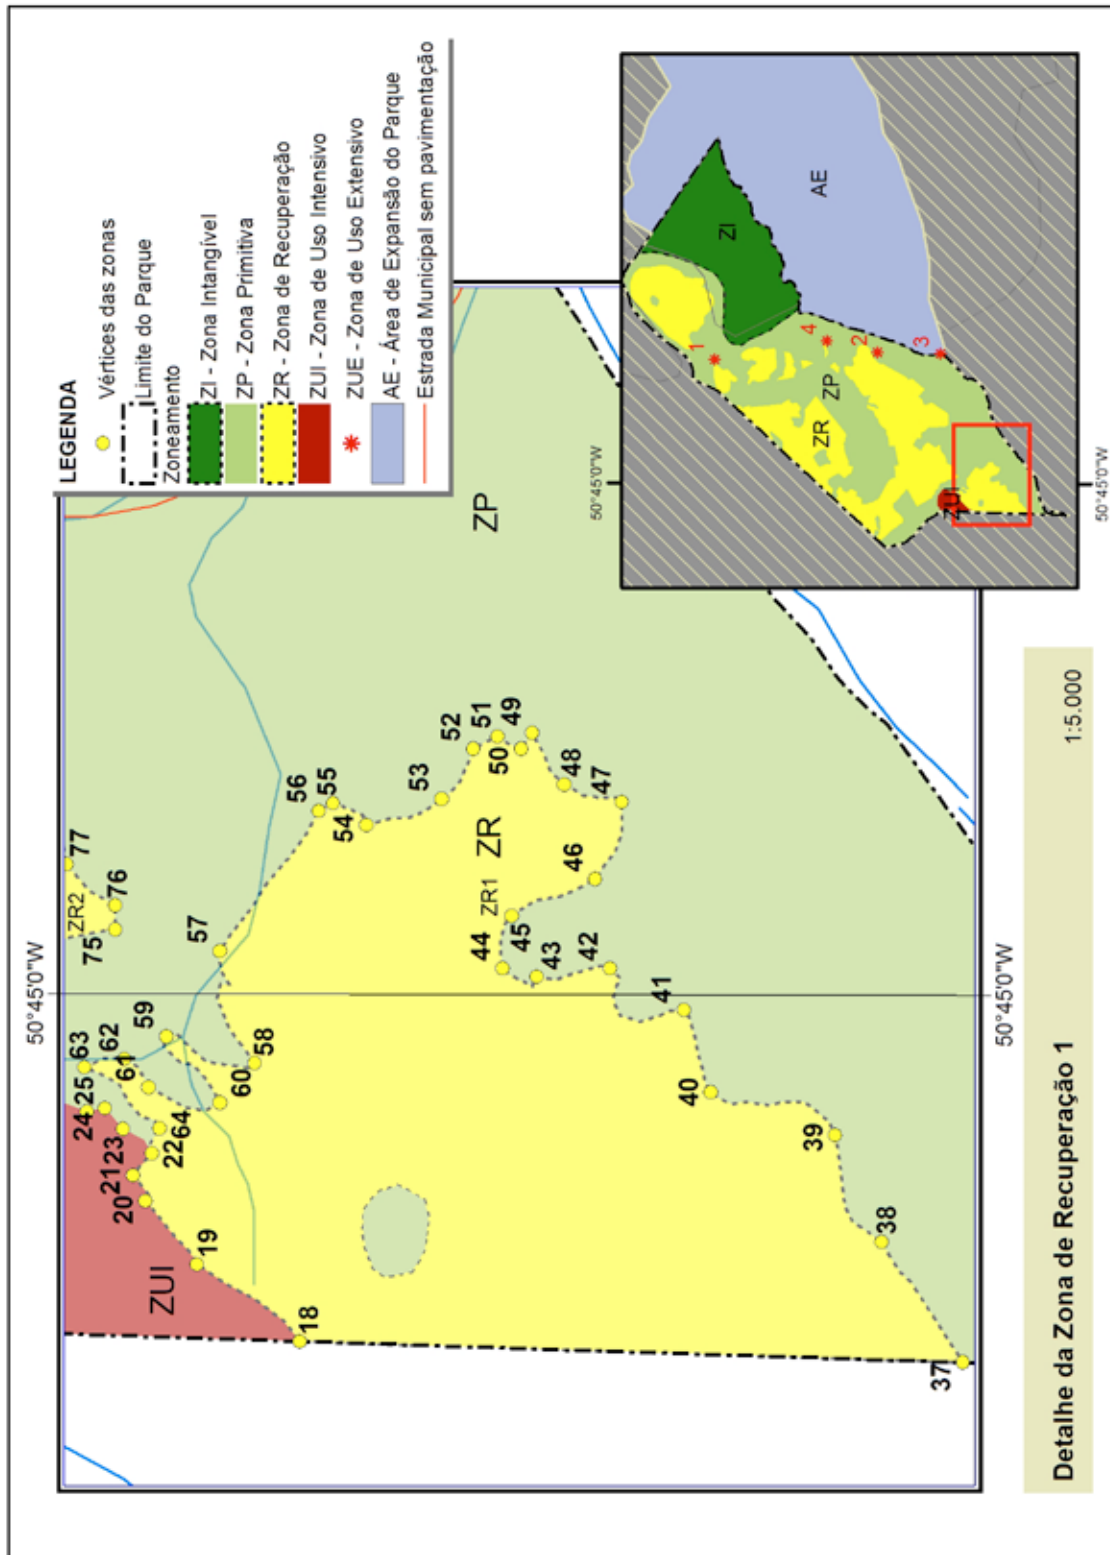 LEGENDA
Vértices das zonas
Limite do Parque
Zoneamento
ZI - Zona Intangível
ZP - Zona Primitiva
ZR - Zona de Recuperação
ZUI - Zona de Uso Intensivo
ZUE - Zona de Uso Extensivo
AE - Área de Expansão do Parque
Estrada Municipal sem pavimentação
50°45'0"W
ZUI
18
19
20
21
22
23
24
25
63
62
61
64
60
59
58
57
75
76
77
ZR2
56
55
54
53
52
51
50
49
48
47
46
45
44
43
42
41
40
39
38
37
ZR
ZR1
ZP
50°45'0"W
50°45'0"W
1
ZI
4
AE
2
3
ZP
ZR
ZUI
50°45'0"W
Detalhe da Zona de Recuperação 1
1:5.000